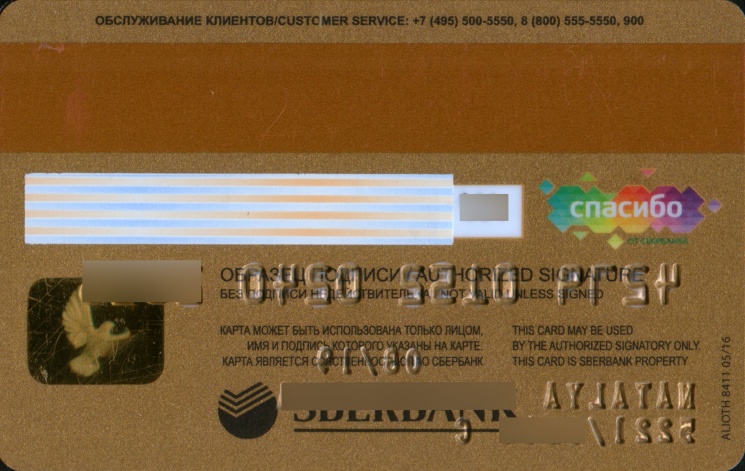 ОБСЛУЖИВАНИЕ КЛИЕНТОВ/CUSTOMER SERVICE: +7 (495) 500-5550, 8 (800) 555-5550, 900
спасибо
ОТ СБЕРБАНКА
ОБРАЗЕЦ ПОДПИСИ / AUTHORIZED SIGNATURE
БЕЗ ПОДПИСИ НЕДЕЙСТВИТЕЛЬНА / NOT VALID UNLESS SIGNED
КАРТА МОЖЕТ БЫТЬ ИСПОЛЬЗОВАНА ТОЛЬКО ЛИЦОМ,
ИМЯ И ПОДПИСЬ КОТОРОГО УКАЗАНЫ НА КАРТЕ.
КАРТА ЯВЛЯЕТСЯ СОБСТВЕННОСТЬЮ ПАО СБЕРБАНК
THIS CARD MAY BE USED
BY THE AUTHORIZED SIGNATORY ONLY.
THIS CARD IS SBERBANK PROPERTY
SBERBANK
NATALYA
ALIOTH 8411 05/16